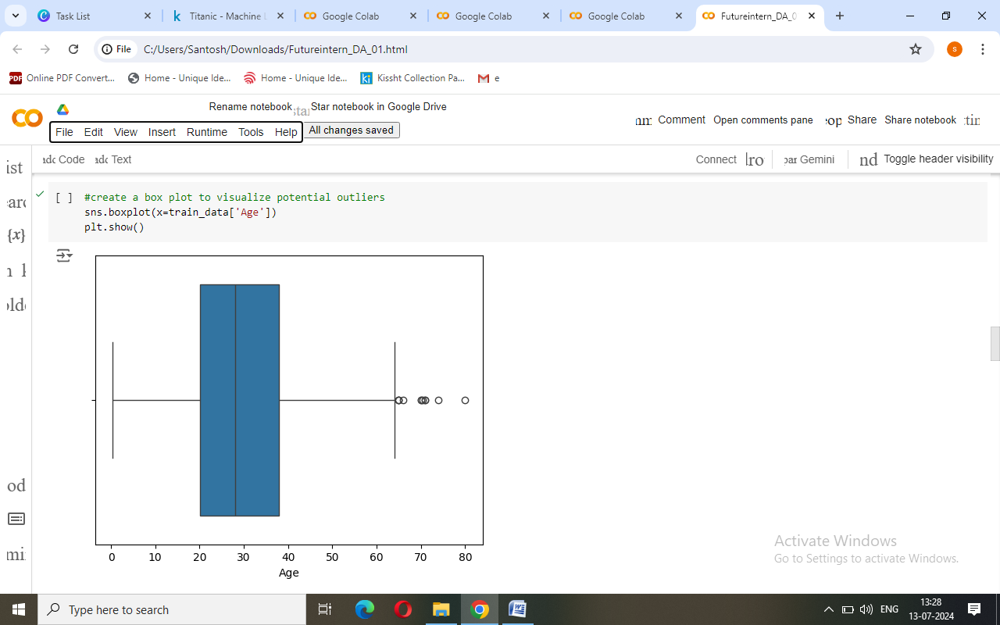 Task List
Titanic - Machine L
Google Colab
Google Colab
Google Colab
Futureintern_DA_0
File
C:/Users/Santosh/Downloads/Futureintern_DA_01.html
s
PDF Online PDF Convert...
Home - Unique Ide...
Home - Unique Ide...
ki Kissht Collection Pa...
e
Rename notebook
Star notebook in Google Drive
Comment Open comments pane
Share Share notebook
File Edit View Insert Runtime Tools Help
All changes saved
Code
Text
Connect
Gemini
Toggle header visibility
{x}
[ ] #create a box plot to visualize potential outliers
sns.boxplot(x=train_data['Age'])
plt.show()
0 10 20 30 40 50 60 70 80
Age
Activate Windows
Go to Settings to activate Windows.
Type here to search
ENG
13:28
13-07-2024